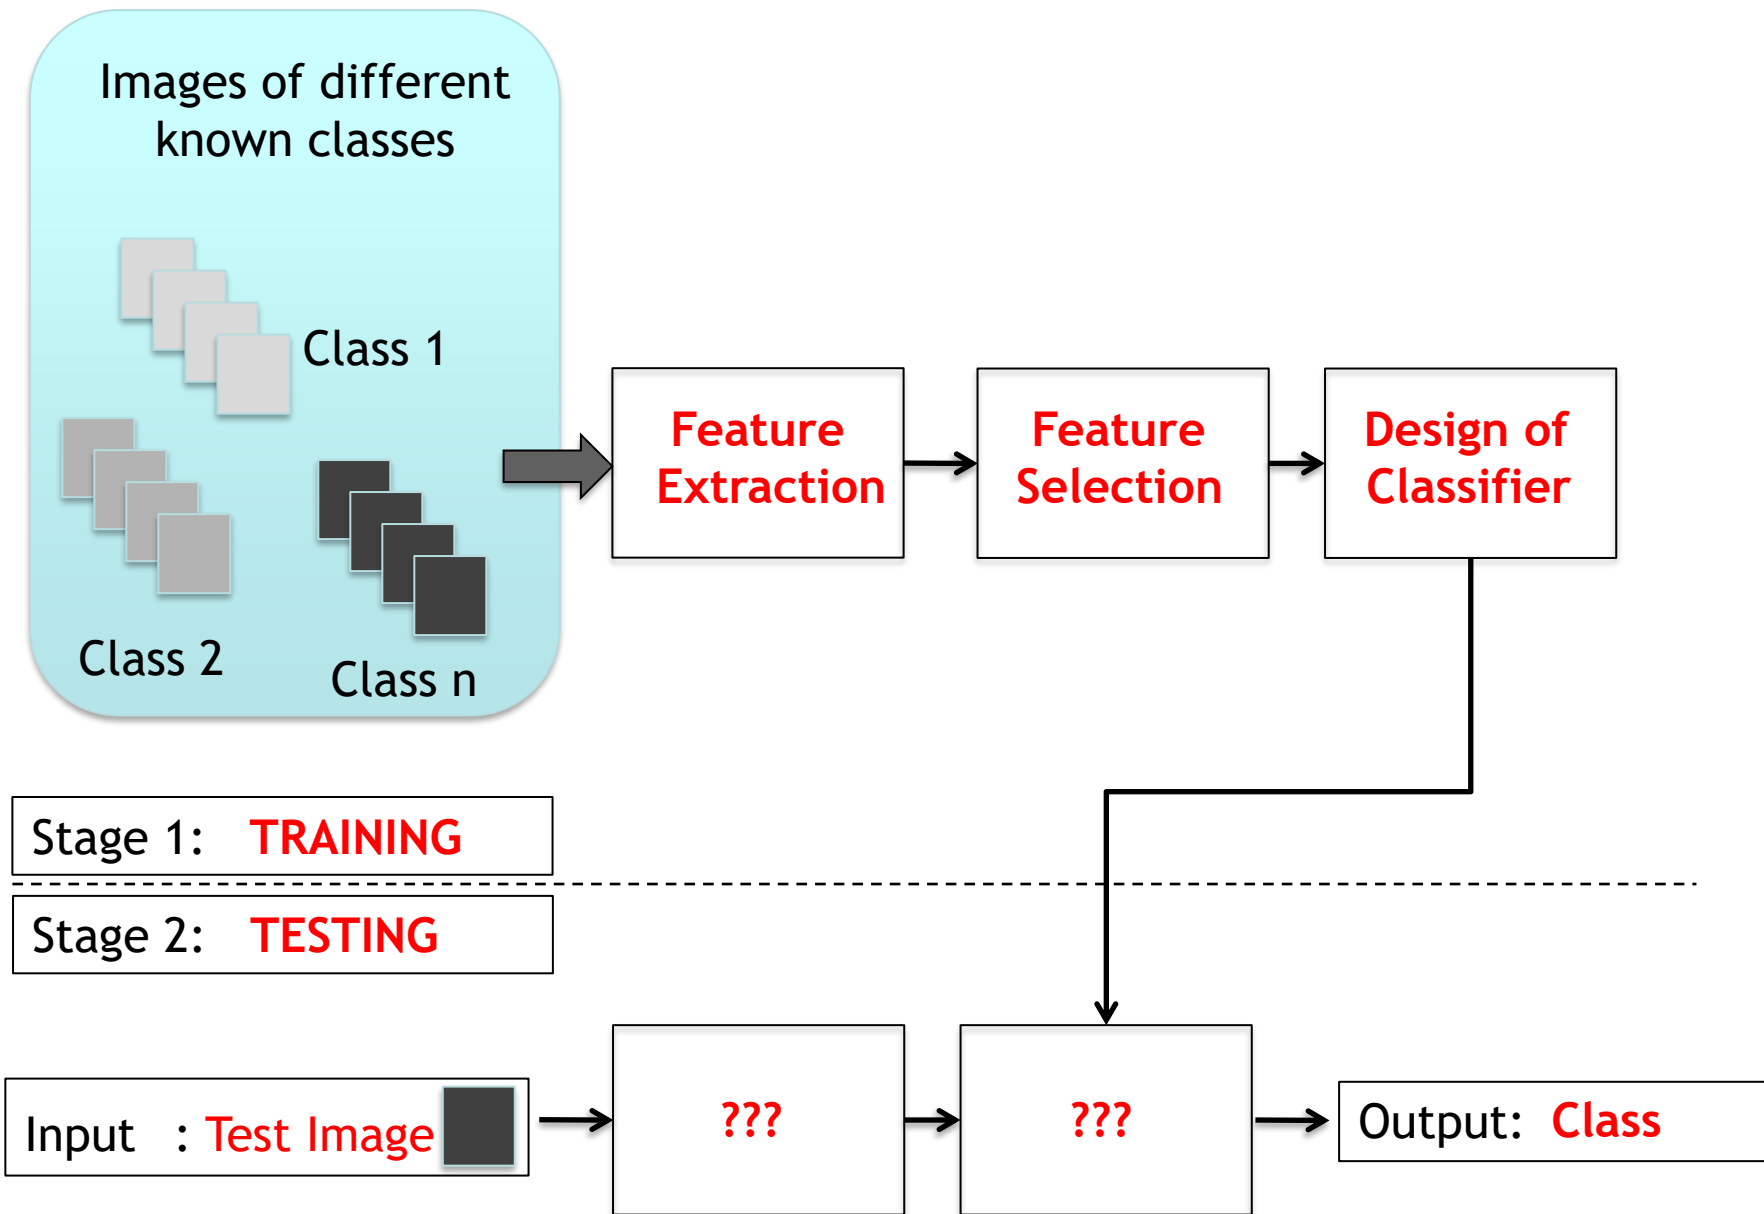 Images of different
known classes
Class 1
Class 2
Class n
Feature
Extraction
Feature
Selection
Design of
Classifier
Stage 1: TRAINING
Stage 2: TESTING
Input : Test Image
???
???
Output: Class